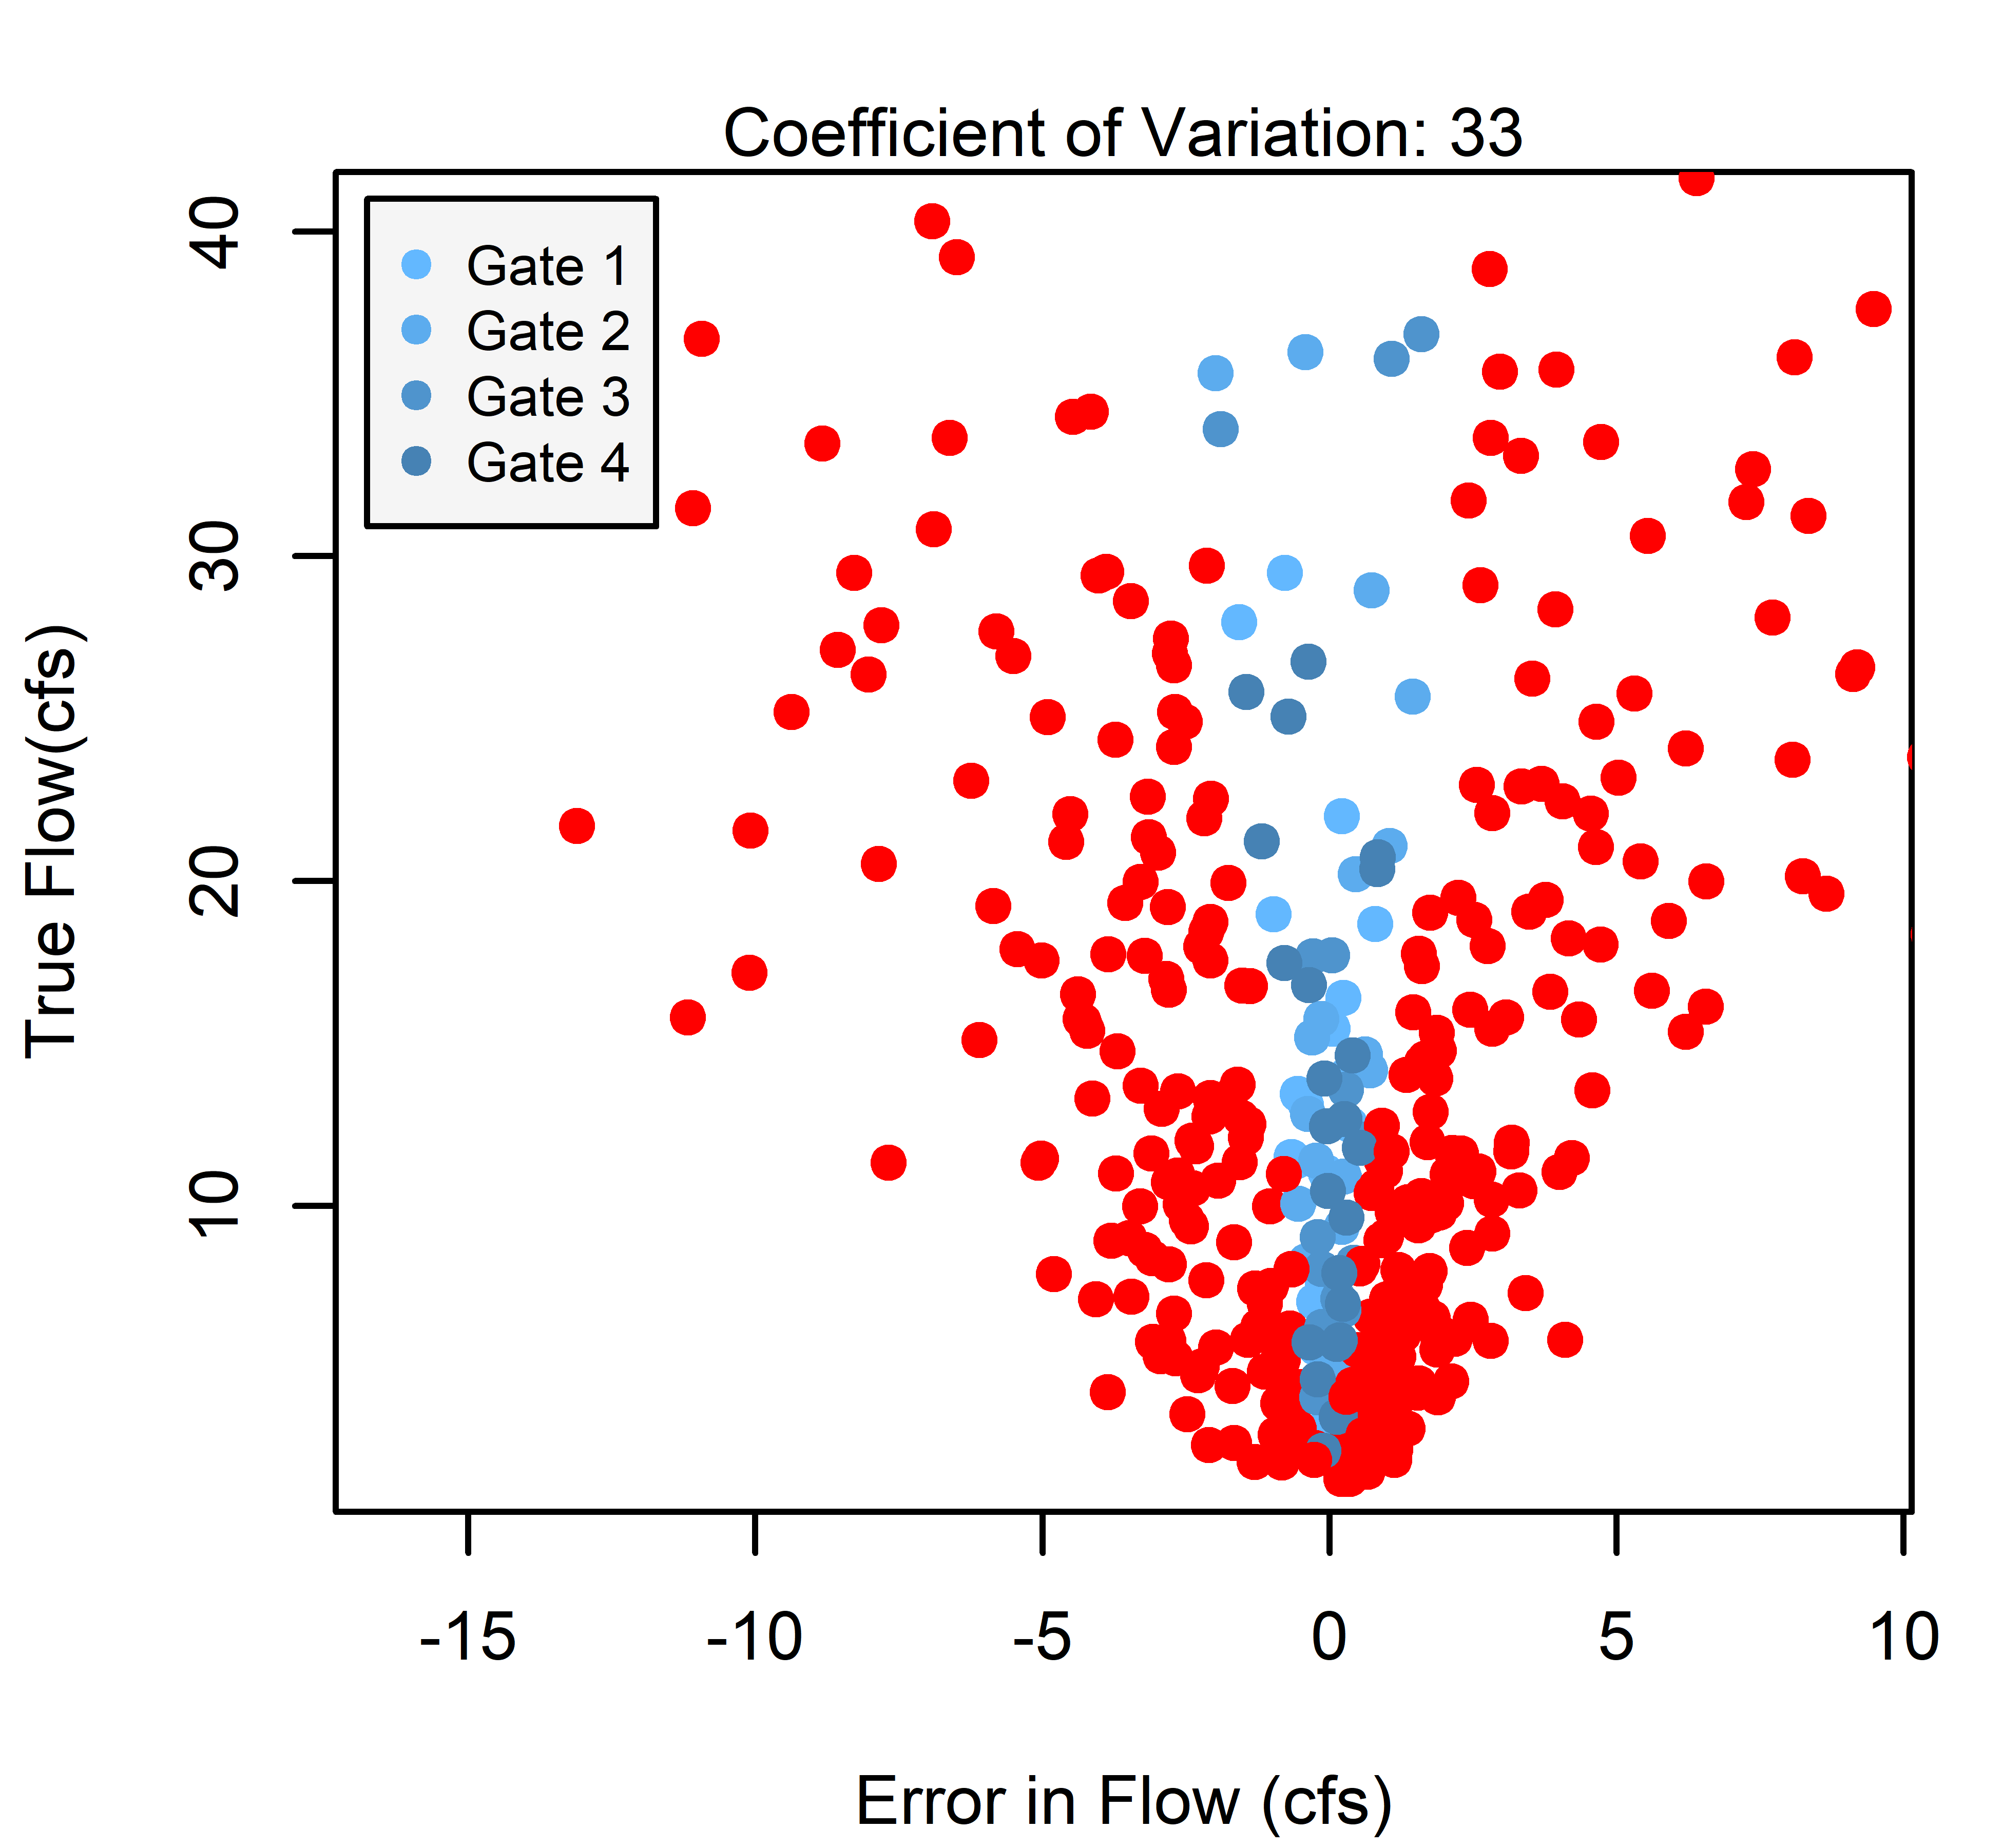 Coefficient of Variation: 33
Gate 1
Gate 2
Gate 3
Gate 4
True Flow(cfs)
40
30
20
10
-15 -10 -5 0 5 10
Error in Flow (cfs)